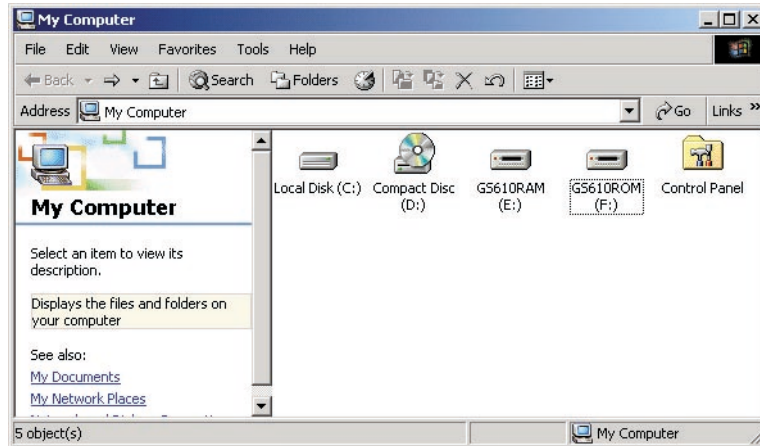 My Computer
File Edit View Favorites Tools Help
Back Search Folders
Address My Computer Go Links »
Local Disk (C:) Compact Disc (D:) GS610RAM (E:) GS610ROM (F:) Control Panel
My Computer
Select an item to view its
description.
Displays the files and folders on
your computer
See also:
My Documents
My Network Places
5 object(s) My Computer